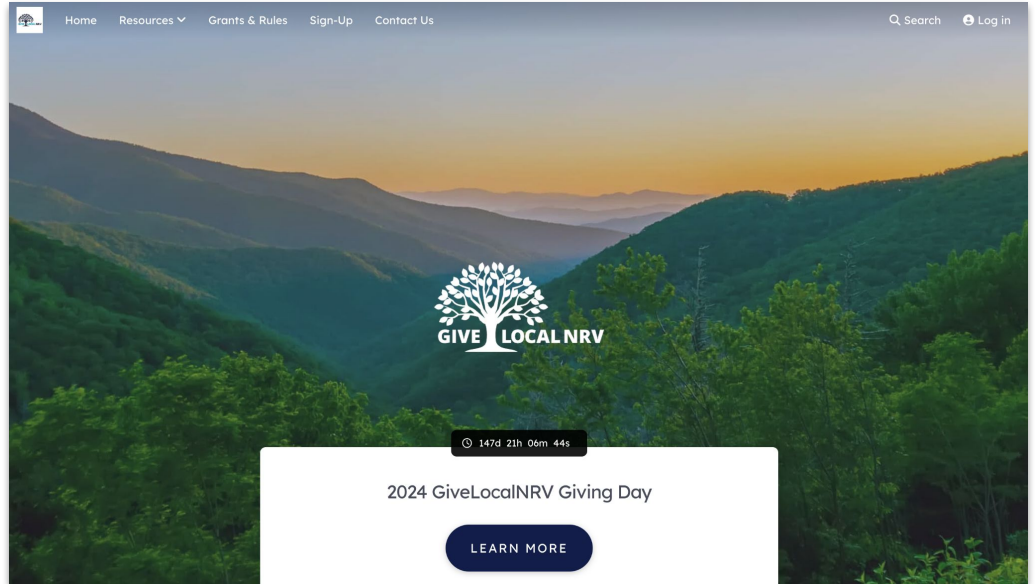 Home Resources Grants & Rules Sign-Up Contact Us Search Log in
GIVE LOCAL NRV
147d 21h 06m 44s
2024 GiveLocalNRV Giving Day
LEARN MORE